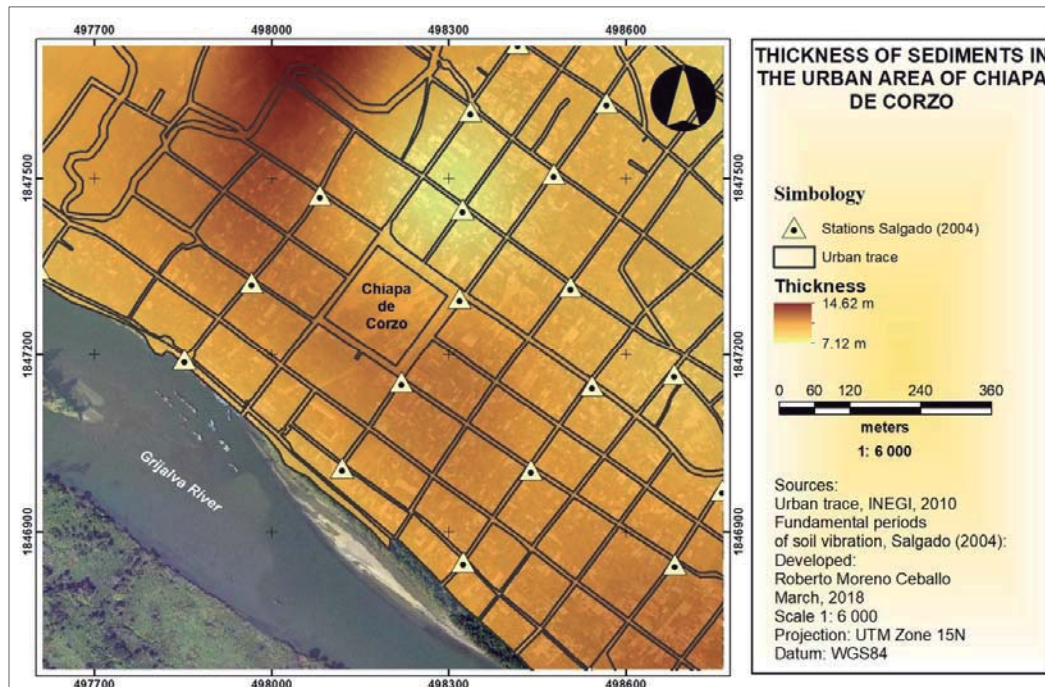 497700 498000 498300 498600
1847500
1847200
1846900
Chiapa
de
Corzo
Grijalva River
1847500
1847200
1846900
497700 498000 498300 498600
THICKNESS OF SEDIMENTS IN
THE URBAN AREA OF CHIAPA
DE CORZO
Simbology
Stations Salgado (2004)
Urban trace
Thickness
14.62 m
7.12 m
0 60 120 240 360
meters
1: 6 000
Sources:
Urban trace, INEGI, 2010
Fundamental periods
of soil vibration, Salgado (2004):
Developed:
Roberto Moreno Ceballo
March, 2018
Scale 1: 6 000
Projection: UTM Zone 15N
Datum: WGS84